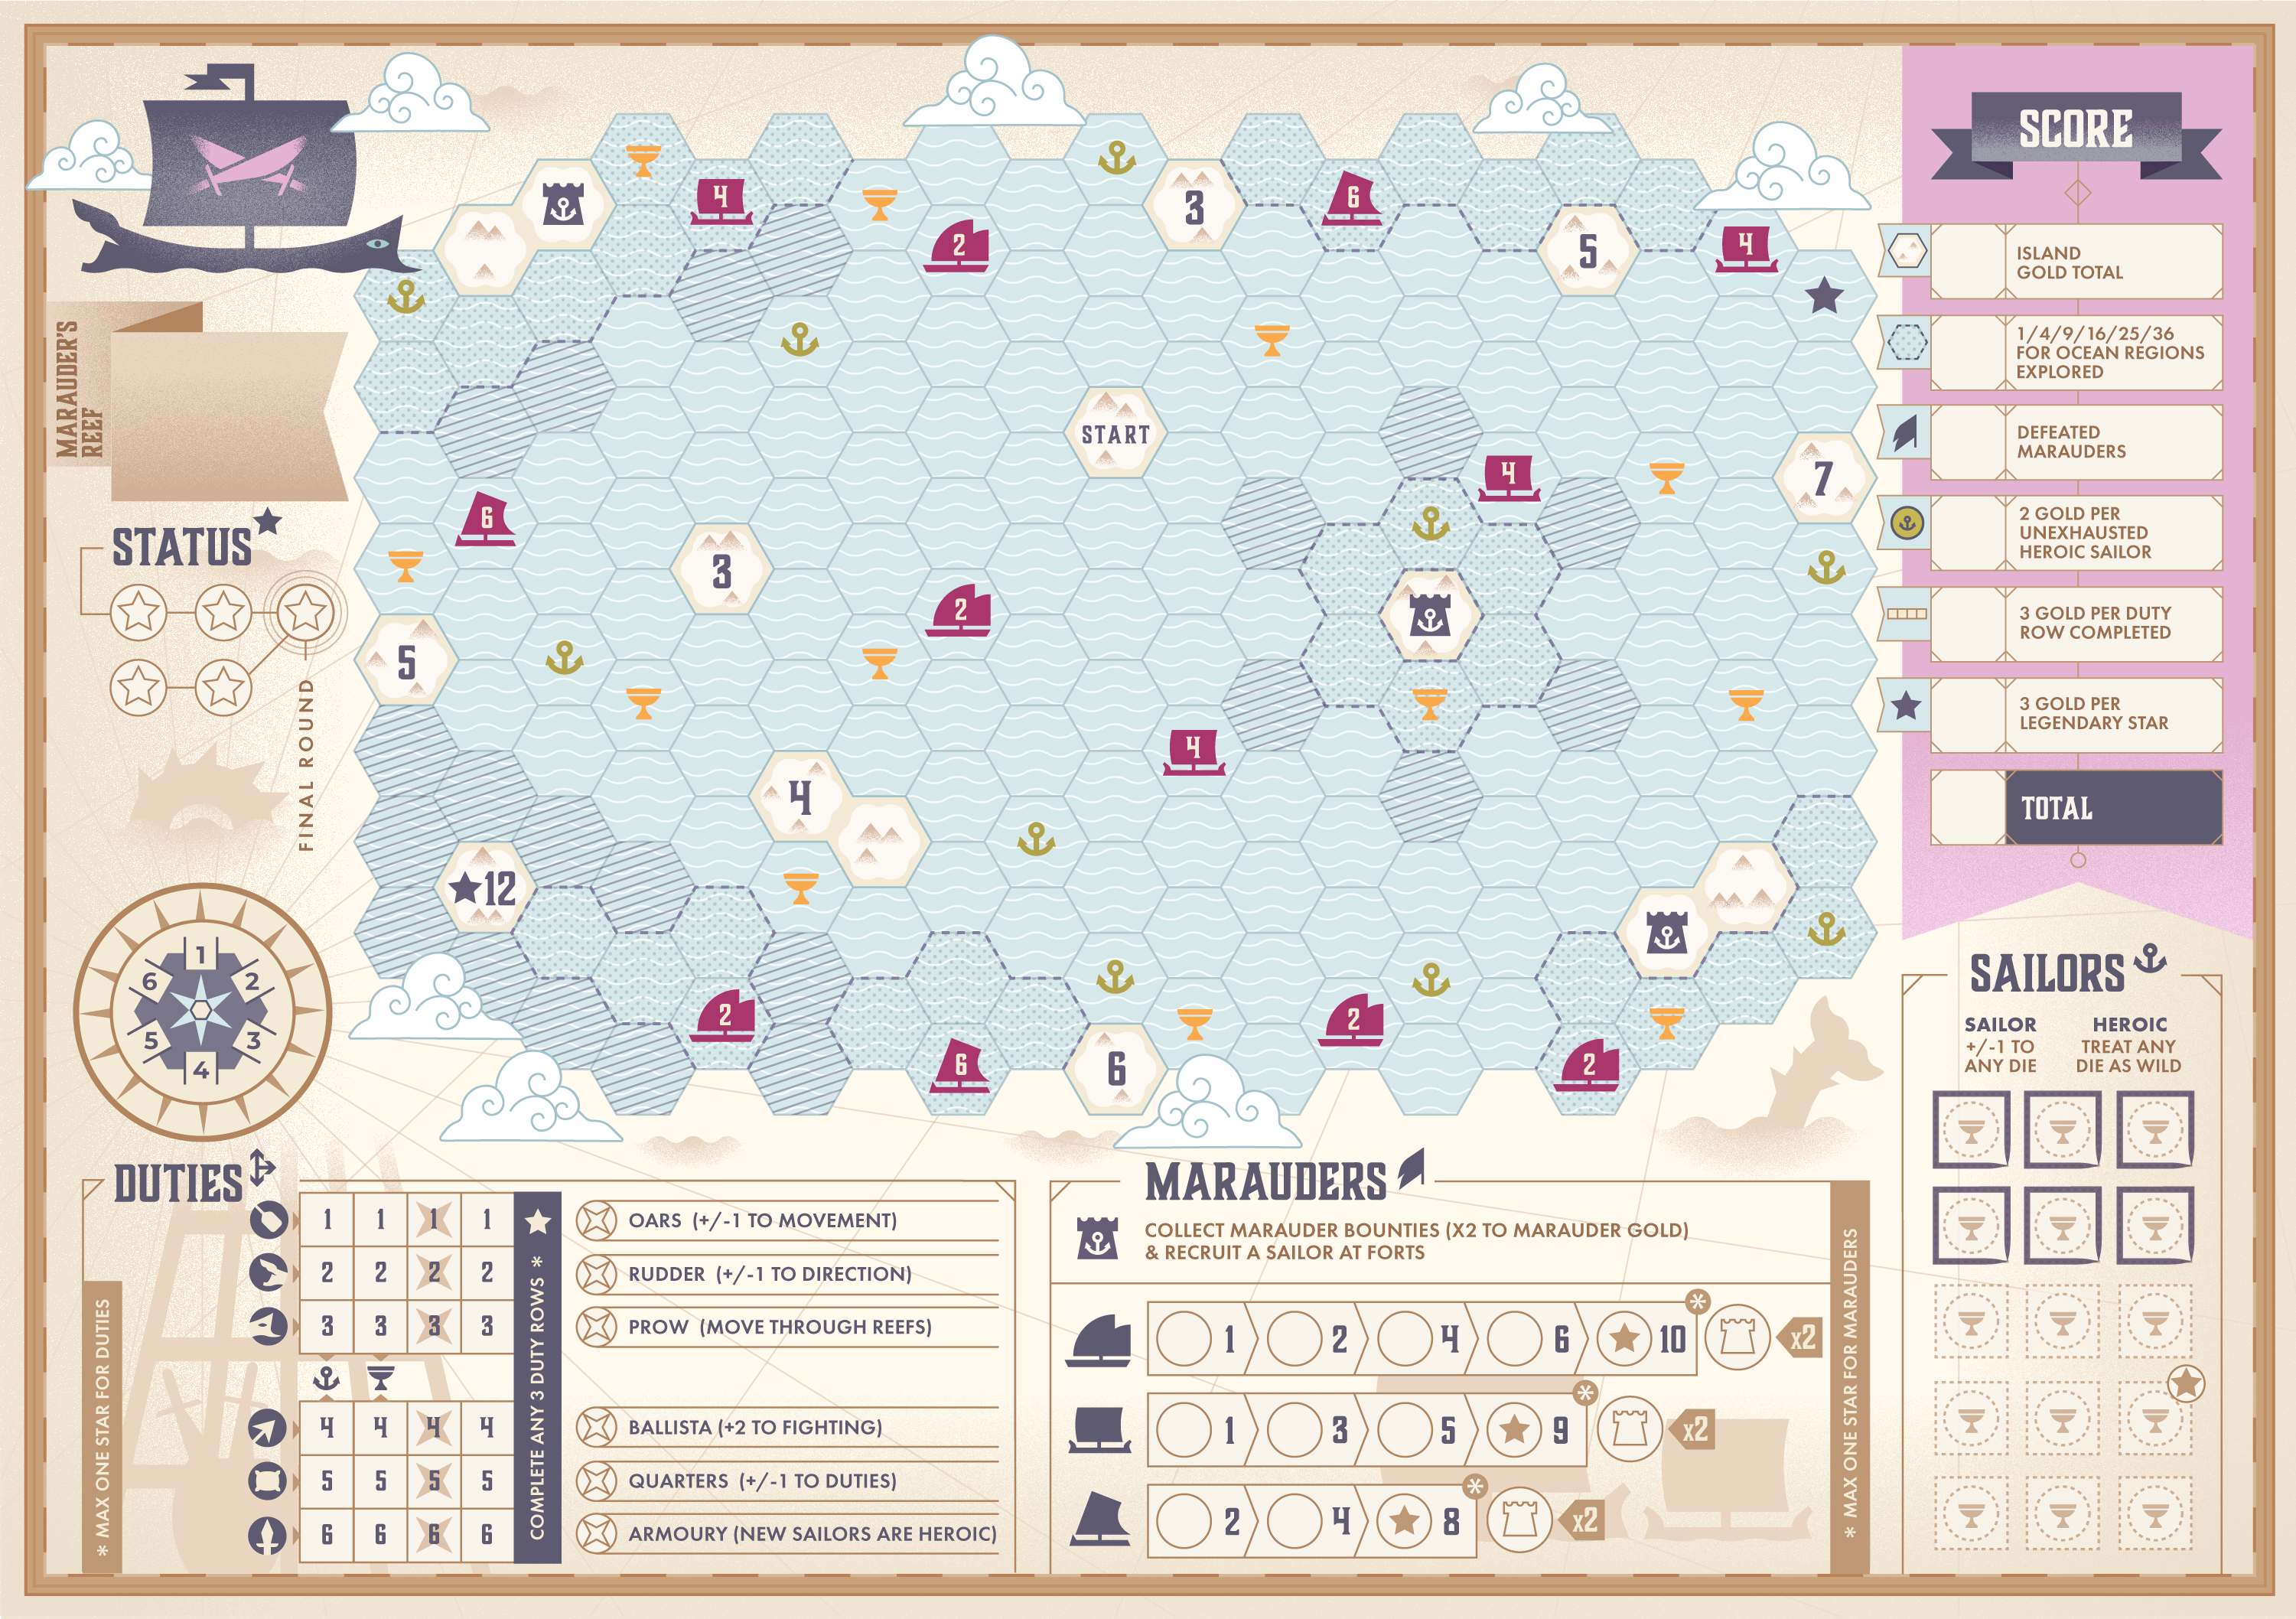 SCORE
ISLAND
GOLD TOTAL
1/4/9/16/25/36
FOR OCEAN REGIONS
EXPLORED
DEFEATED
MARAUDERS
2 GOLD PER
UNEXHAUSTED
HEROIC SAILOR
3 GOLD PER DUTY
ROW COMPLETED
3 GOLD PER
LEGENDARY STAR
TOTAL
MARAUDER'S
REEF
STATUS
FINAL ROUND
4
3
6
2
5
4
START
4
7
6
3
2
5
4
4
12
2
6
6
2
2
1
2
3
4
5
6
SAILORS
SAILOR
+/-1 TO
ANY DIE
HEROIC
TREAT ANY
DIE AS WILD
DUTIES
* MAX ONE STAR FOR DUTIES
1 1 1 1
2 2 2 2
3 3 3 3
4 4 4 4
5 5 5 5
6 6 6 6
COMPLETE ANY 3 DUTY ROWS *
OARS (+/-1 TO MOVEMENT)
RUDDER (+/-1 TO DIRECTION)
PROW (MOVE THROUGH REEFS)
BALLISTA (+2 TO FIGHTING)
QUARTERS (+/-1 TO DUTIES)
ARMOURY (NEW SAILORS ARE HEROIC)
MARAUDERS
COLLECT MARAUDER BOUNTIES (X2 TO MARAUDER GOLD)
& RECRUIT A SAILOR AT FORTS
1 2 4 6 10 * x2
1 3 5 9 * x2
2 4 8 * x2
* MAX ONE STAR FOR MARAUDERS